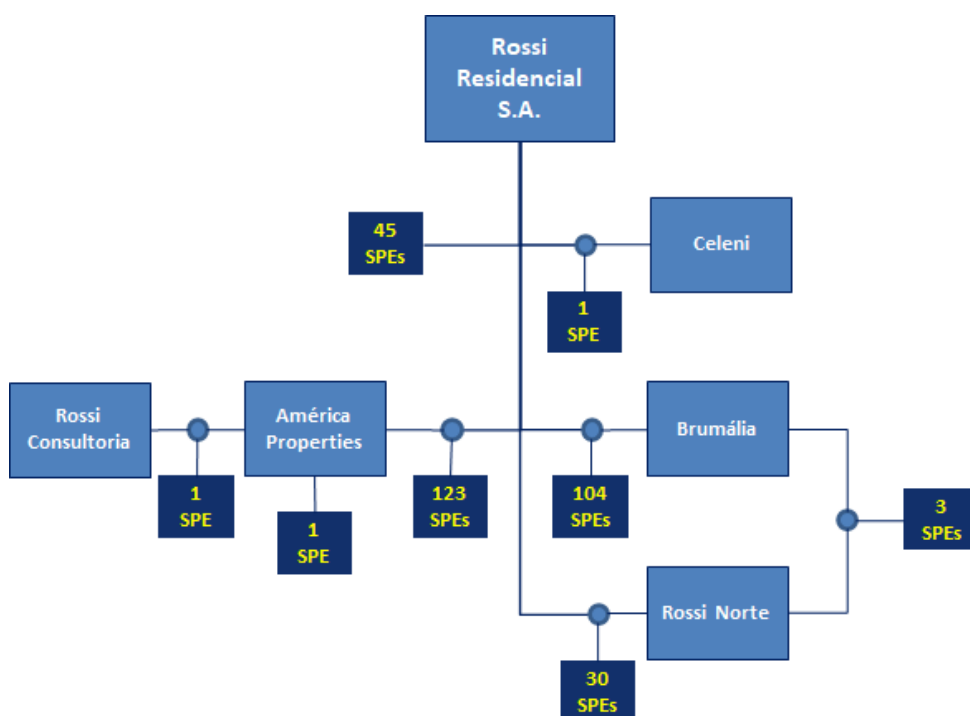 Rossi
Residencial
S.A.
45
SPEs
Celeni
1
SPE
Rossi
Consultoria
América
Properties
Brumália
1
SPE
123
SPEs
104
SPEs
3
SPEs
1
SPE
Rossi Norte
30
SPEs